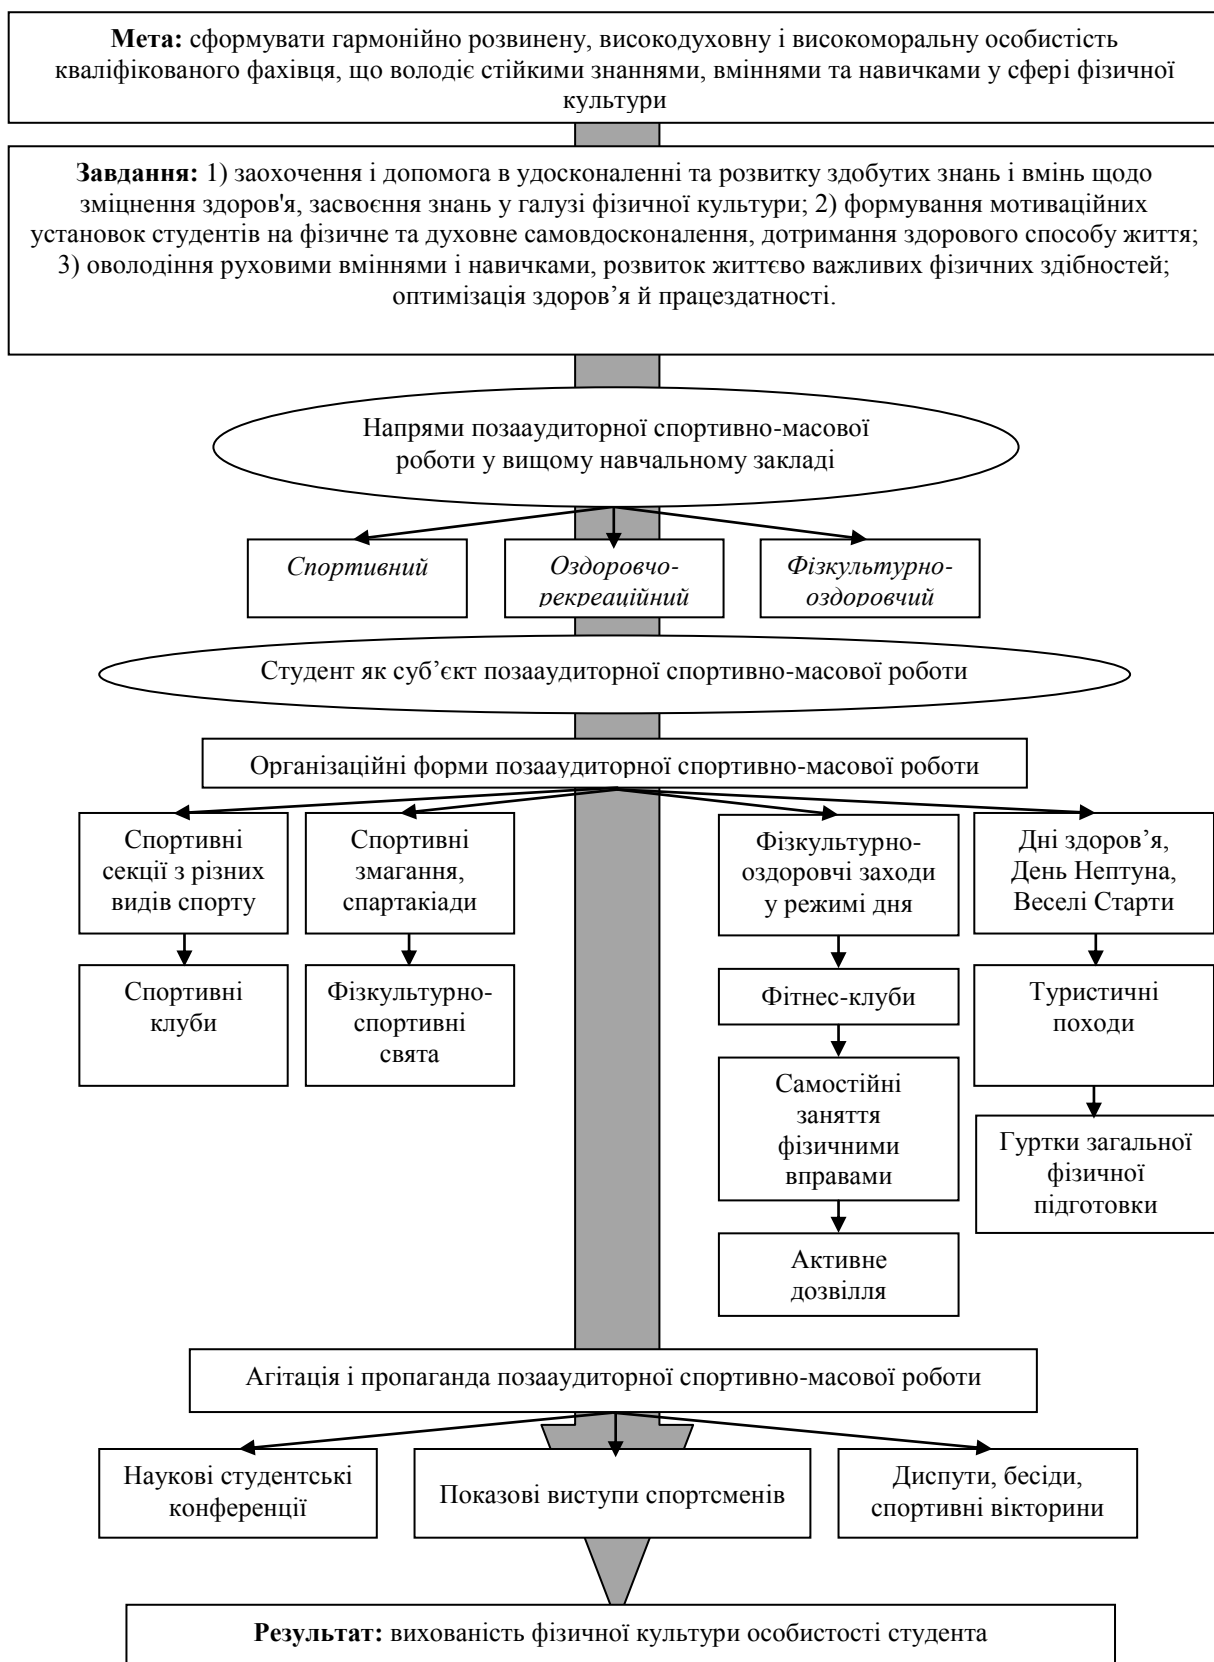 Мета: сформувати гармонійно розвинену, високодуховну і високоморальну особистість
кваліфікованого фахівця, що володіє стійкими знаннями, вміннями та навичками у сфері фізичної
культури
Завдання: 1) заохочення і допомога в удосконаленні та розвитку здобутих знань і вмінь щодо
зміцнення здоров'я, засвоєння знань у галузі фізичної культури; 2) формування мотиваційних
установок студентів на фізичне та духовне самовдосконалення, дотримання здорового способу життя;
3) оволодіння руховими вміннями і навичками, розвиток життєво важливих фізичних здібностей;
оптимізація здоров’я й працездатності.
Напрями позааудиторної спортивно-масової
роботи у вищому навчальному закладі
Спортивний
Оздоровчо-
рекреаційний
Фізкультурно-
оздоровчий
Студент як суб’єкт позааудиторної спортивно-масової роботи
Організаційні форми позааудиторної спортивно-масової роботи
Спортивні
секції з різних
видів спорту
Спортивні
змагання,
спартакіади
Фізкультурно-
оздоровчі заходи
у режимі дня
Дні здоров’я,
День Нептуна,
Веселі Старти
Спортивні
клуби
Фізкультурно-
спортивні
свята
Фітнес-клуби
Туристичні
походи
Самостійні
заняття
фізичними
вправами
Гуртки загальної
фізичної
підготовки
Активне
дозвілля
Агітація і пропаганда позааудиторної спортивно-масової роботи
Наукові студентські
конференції
Показові виступи спортсменів
Диспути, бесіди,
спортивні вікторини
Результат: вихованість фізичної культури особистості студента